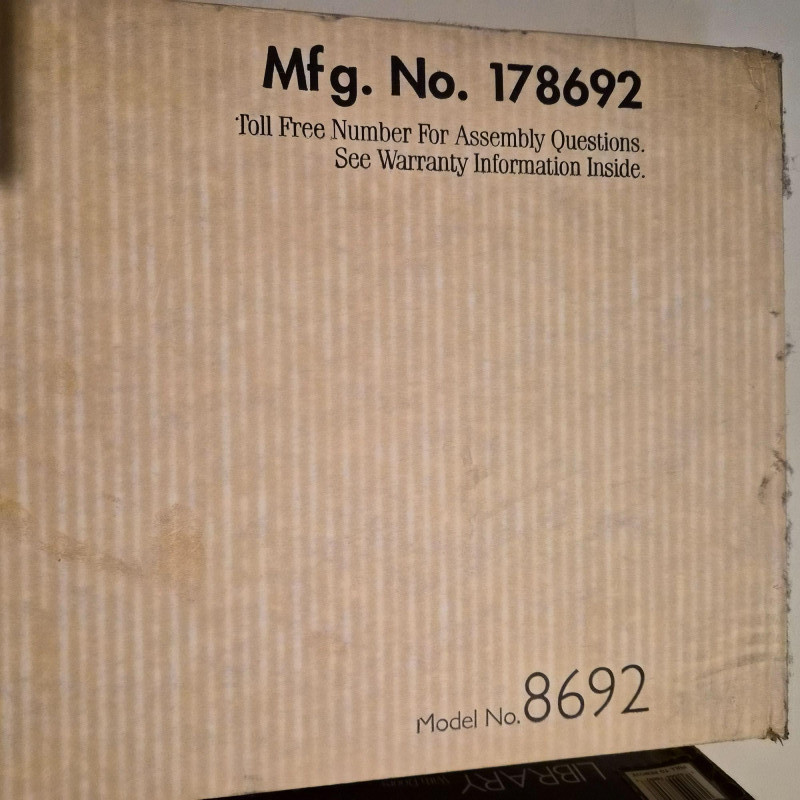 Mfg. No. 178692
Toll Free Number For Assembly Questions.
See Warranty Information Inside.
Model No. 8692
LIBRARY